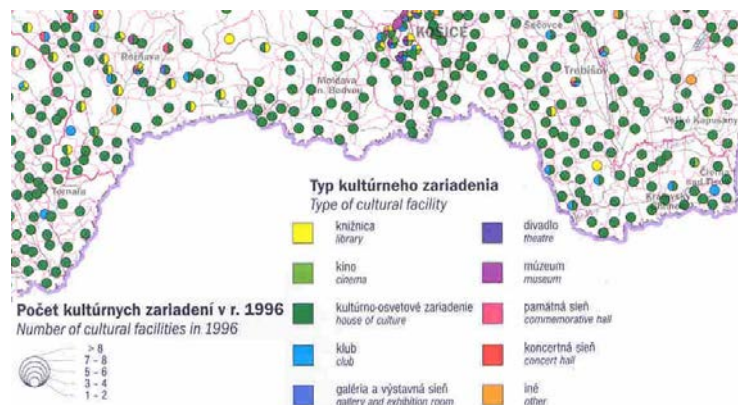 KOŠICE
Sečovce
Rožňava
Moldava
n. Bodvou
Trebišov
Veľké Kapušany
Tornaľa
Typ kultúrneho zariadenia
Type of cultural facility
knižnica
library
kino
cinema
kultúrno-osvetové zariadenie
house of culture
klub
club
galéria a výstavná sieň
gallery and exhibition room
divadlo
theatre
múzeum
museum
pamätná sieň
commemorative hall
koncertná sieň
concert hall
iné
other
Počet kultúrnych zariadení v r. 1996
Number of cultural facilities in 1996
> 8
7 - 8
5 - 6
3 - 4
1 - 2